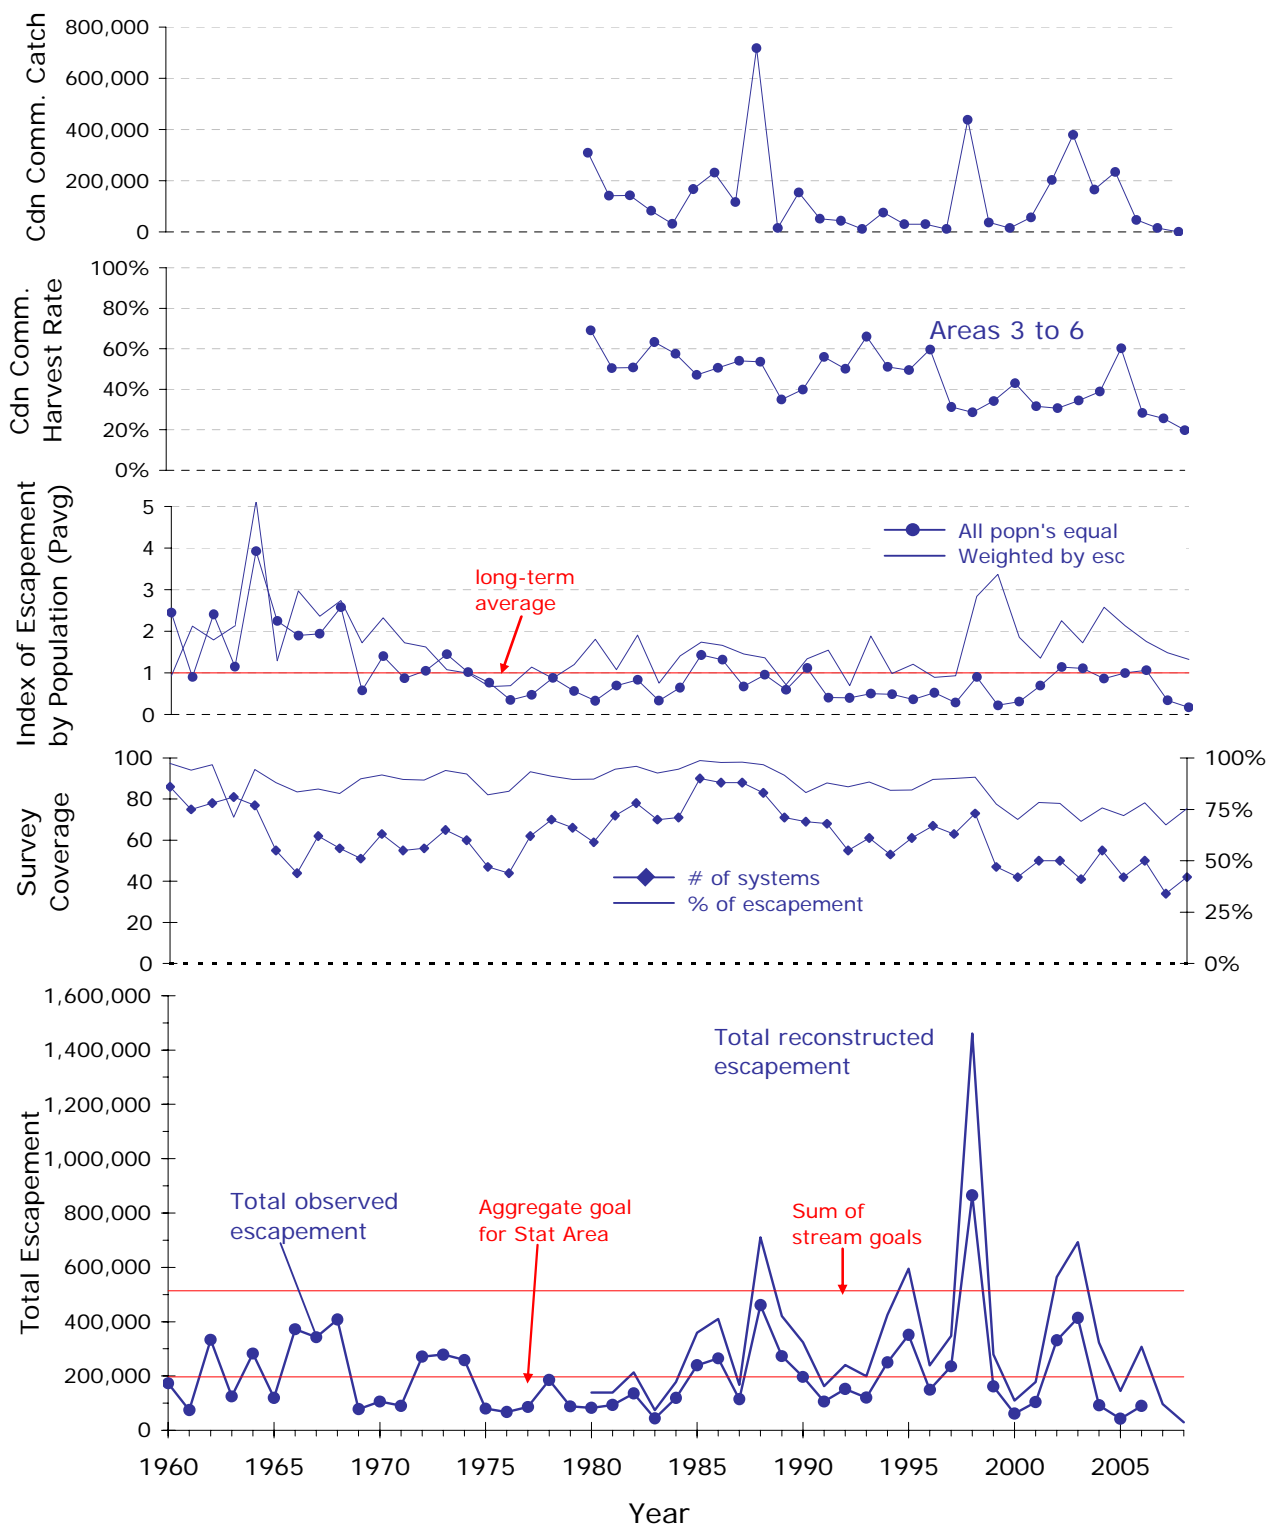 Cdn Comm. Catch
800,000
600,000
400,000
200,000
0
Cdn Comm.
Harvest Rate
100%
80%
60%
40%
20%
0%
Areas 3 to 6
Index of Escapement
by Population (Pavg)
5
4
3
2
1
0
All popn's equal
Weighted by esc
long-term
average
Survey
Coverage
100
80
60
40
20
0
100%
75%
50%
25%
0%
# of systems
% of escapement
Total Escapement
1,600,000
1,400,000
1,200,000
1,000,000
800,000
600,000
400,000
200,000
0
Total reconstructed
escapement
Total observed
escapement
Aggregate goal
for Stat Area
Sum of
stream goals
1960 1965 1970 1975 1980 1985 1990 1995 2000 2005
Year